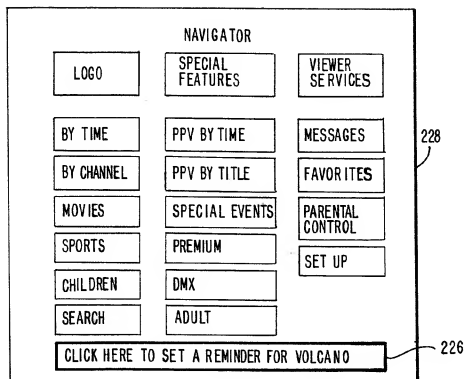 NAVIGATOR
LOGO
SPECIAL
FEATURES
VIEWER
SERVICES
BY TIME
PPV BY TIME
MESSAGES
228
BY CHANNEL
PPV BY TITLE
FAVORITES
MOVIES
SPECIAL EVENTS
PARENTAL
CONTROL
SPORTS
PREMIUM
SET UP
CHILDREN
DMX
SEARCH
ADULT
CLICK HERE TO SET A REMINDER FOR VOLCANO
226